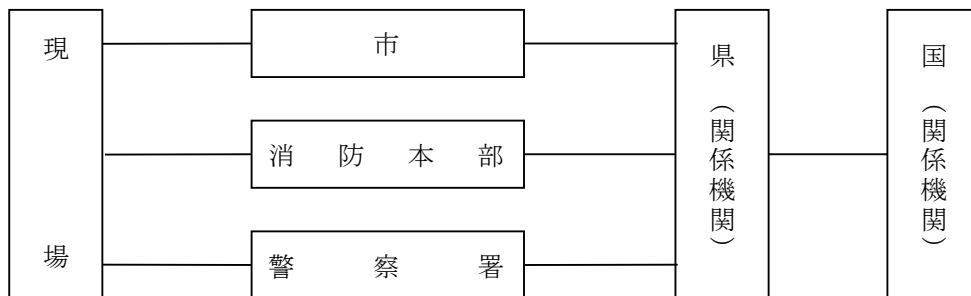 現場
市
消防本部
警察署
県（関係機関）
国（関係機関）